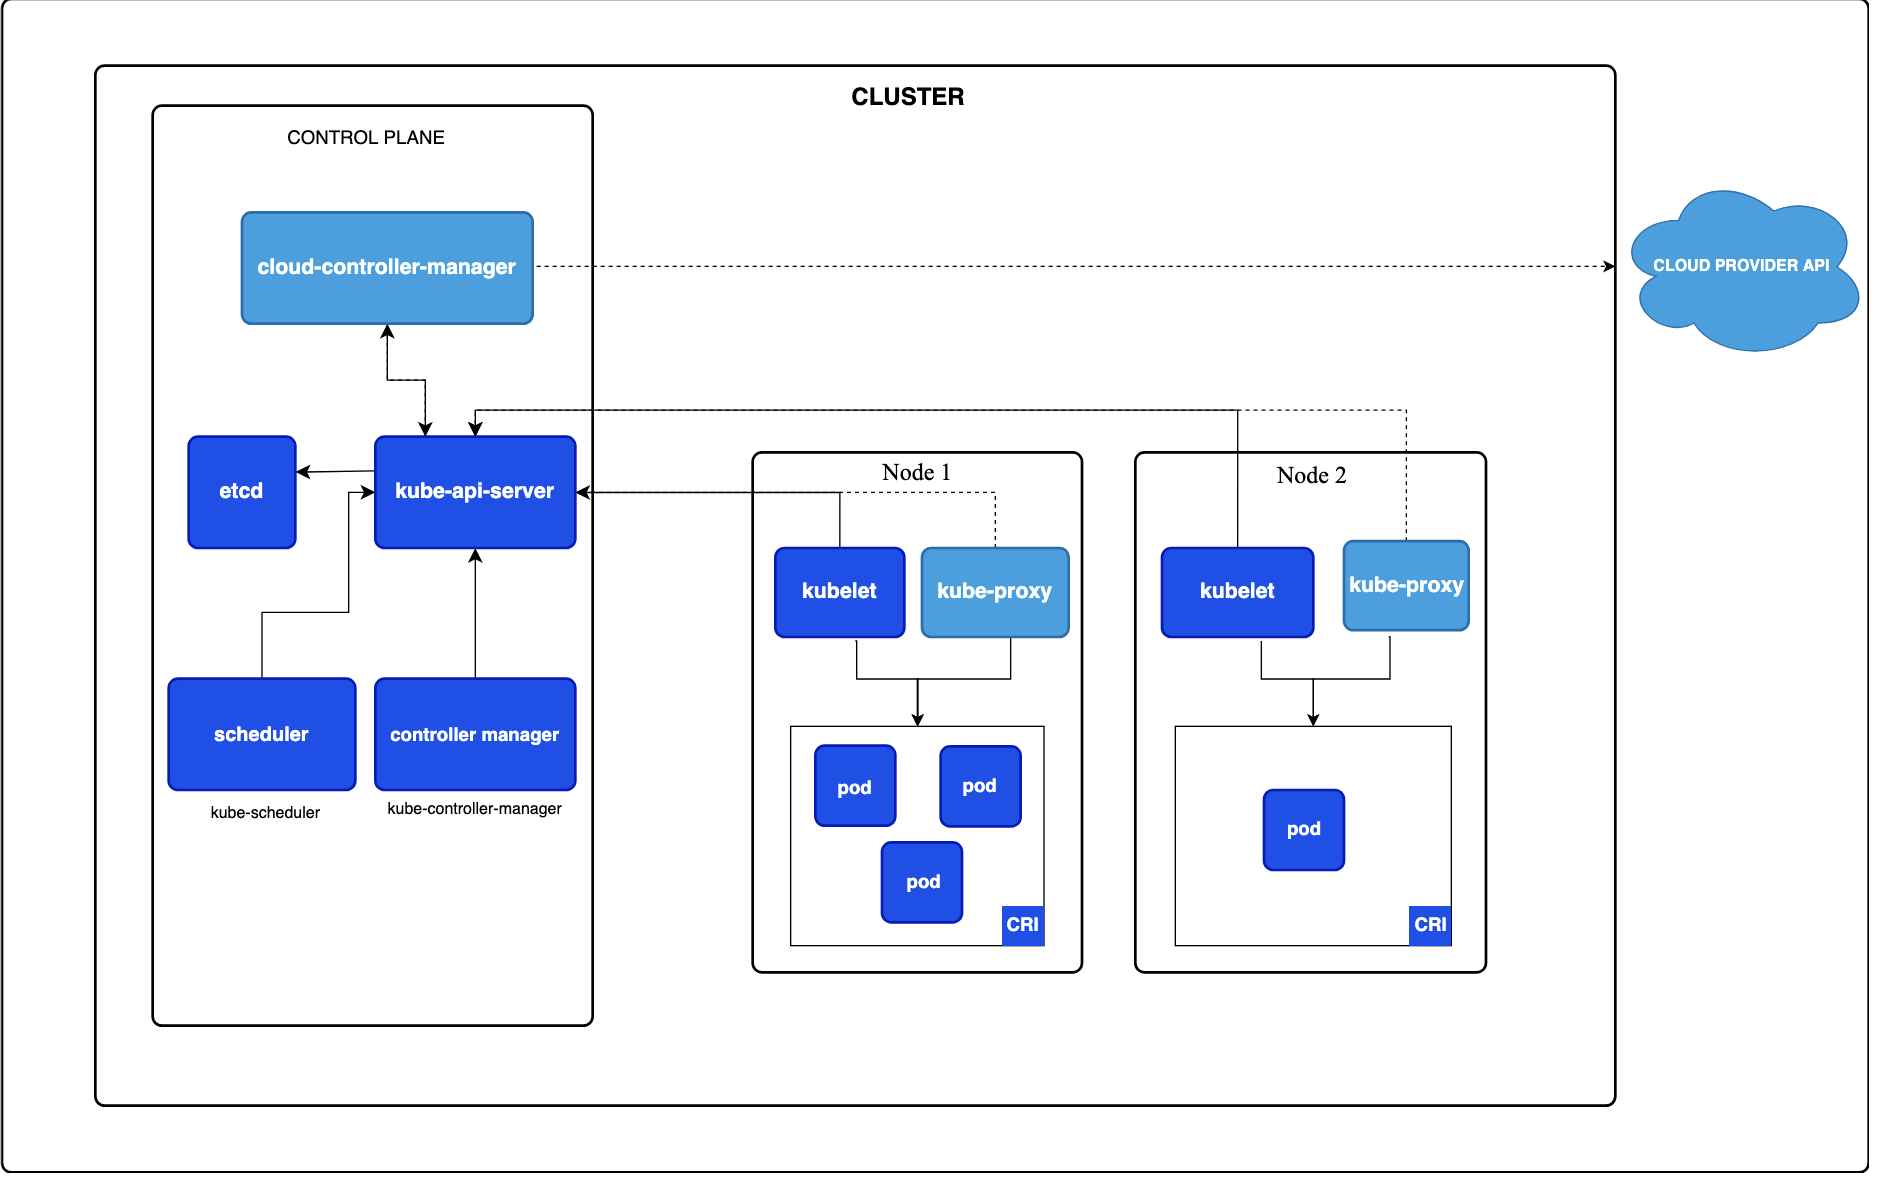 CLUSTER
CONTROL PLANE
cloud-controller-manager
CLOUD PROVIDER API
etcd
kube-api-server
scheduler
controller manager
kube-scheduler
kube-controller-manager
Node 1
kubelet
kube-proxy
pod
pod
pod
CRI
Node 2
kubelet
kube-proxy
pod
CRI